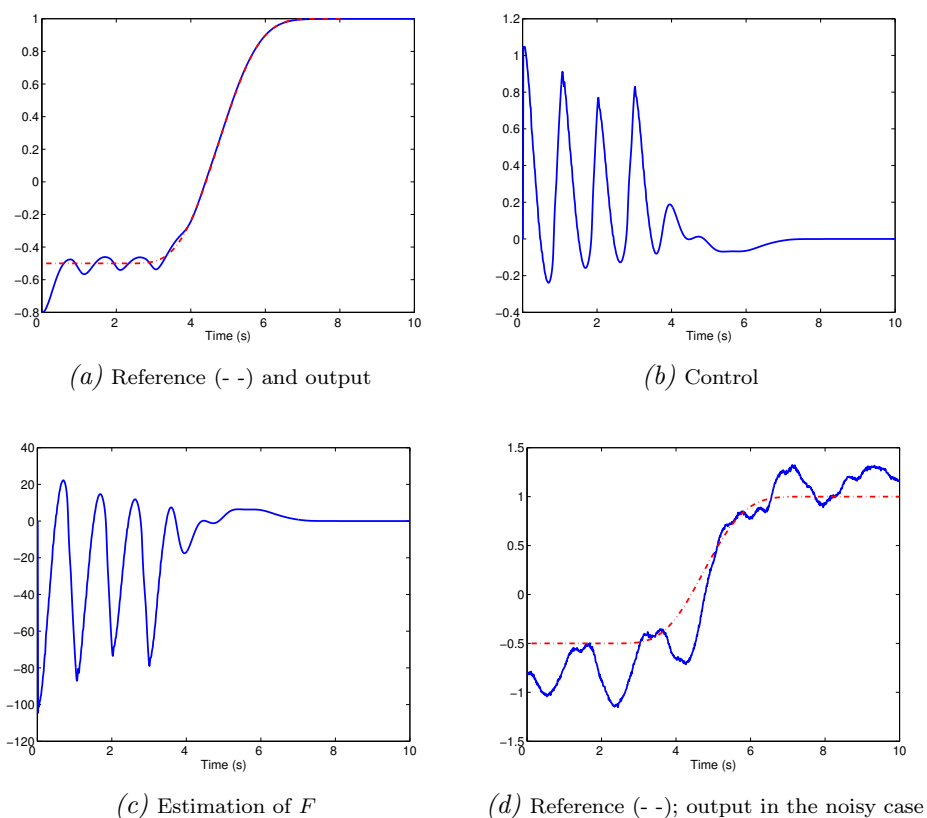 1
0.8
0.6
0.4
0.2
0
−0.2
−0.4
−0.6
−0.8
0 2 4 6 8 10
Time (s)
(a) Reference (- -) and output
1.2
1
0.8
0.6
0.4
0.2
0
−0.2
−0.4
0 2 4 6 8 10
Time (s)
(b) Control
40
20
0
−20
−40
−60
−80
−100
−120
0 2 4 6 8 10
Time (s)
(c) Estimation of F
1.5
1
0.5
0
−0.5
−1
−1.5
0 2 4 6 8 10
Time (s)
(d) Reference (- -); output in the noisy case